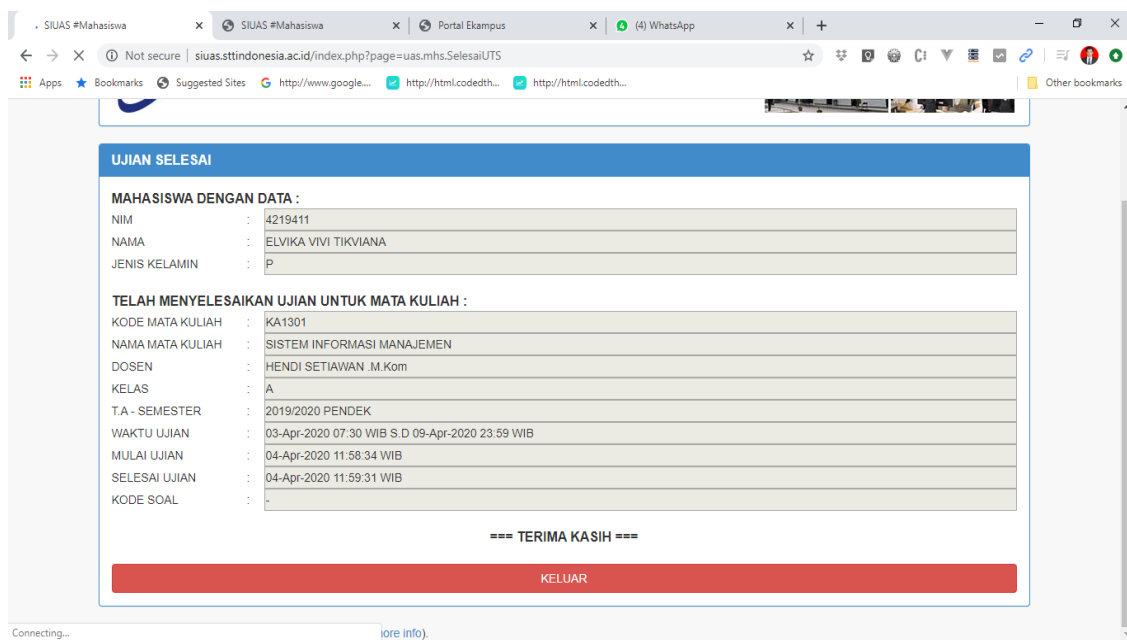 SIUAS #Mahasiswa
SIUAS #Mahasiswa
Portal Ekampus
(4) WhatsApp
Not secure | siuas.sttindonesia.ac.id/index.php?page=uas.mhs.SelesaiUTS
Apps Bookmarks Suggested Sites http://www.google.... http://html.codedth... http://html.codedth... Other bookmarks
UJIAN SELESAI
MAHASISWA DENGAN DATA :
NIM : 4219411
NAMA : ELVIKA VIVI TIKVIANA
JENIS KELAMIN : P
TELAH MENYELESAIKAN UJIAN UNTUK MATA KULIAH :
KODE MATA KULIAH : KA1301
NAMA MATA KULIAH : SISTEM INFORMASI MANAJEMEN
DOSEN : HENDI SETIAWAN .M.Kom
KELAS : A
T.A - SEMESTER : 2019/2020 PENDEK
WAKTU UJIAN : 03-Apr-2020 07:30 WIB S.D 09-Apr-2020 23:59 WIB
MULAI UJIAN : 04-Apr-2020 11:58:34 WIB
SELESAI UJIAN : 04-Apr-2020 11:59:31 WIB
KODE SOAL : -
=== TERIMA KASIH ===
KELUAR
Connecting... ore info).